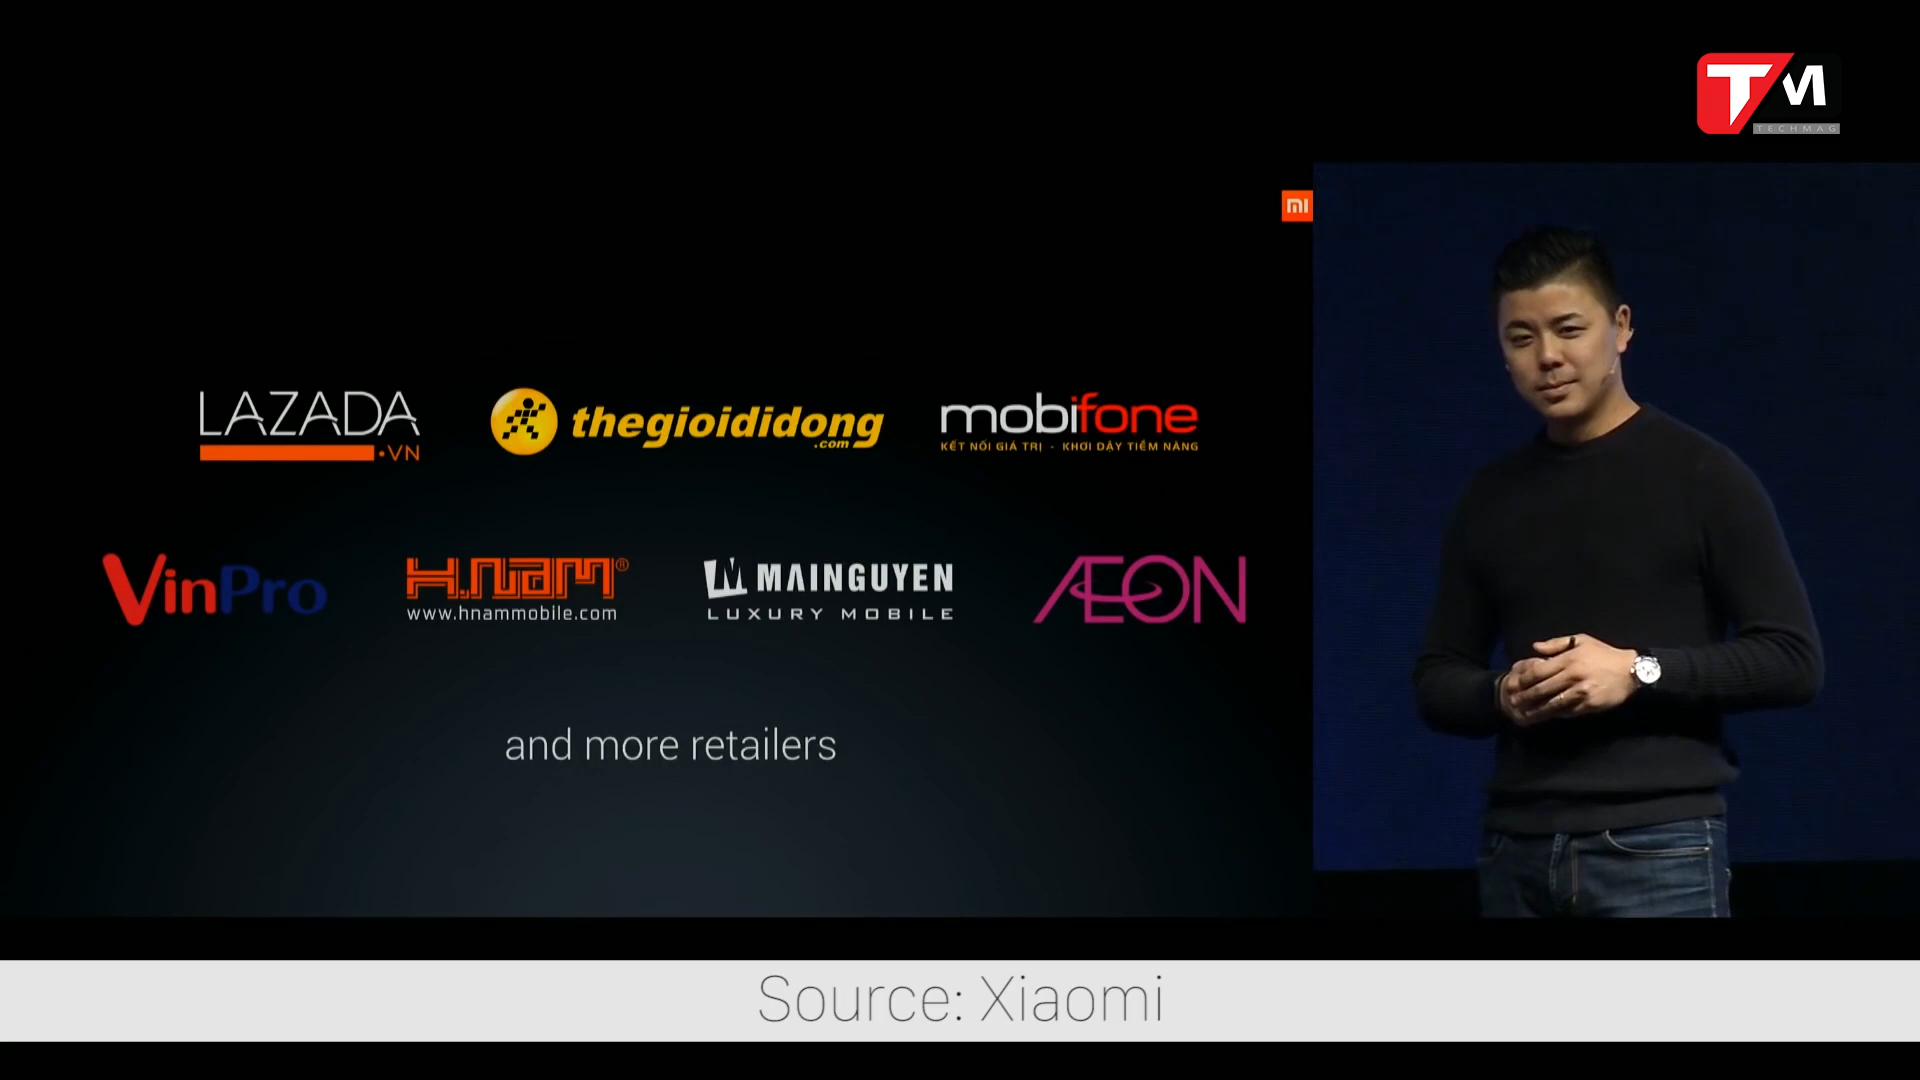 TM
TECHMAG
mi
LAZADA
.VN
thegioididong
.com
mobifone
KẾT NỐI GIÁ TRỊ - KHƠI DẬY TIỀM NĂNG
VinPro
H.NAM®
www.hnammobile.com
M MAINGUYEN
LUXURY MOBILE
AEON
and more retailers
Source: Xiaomi